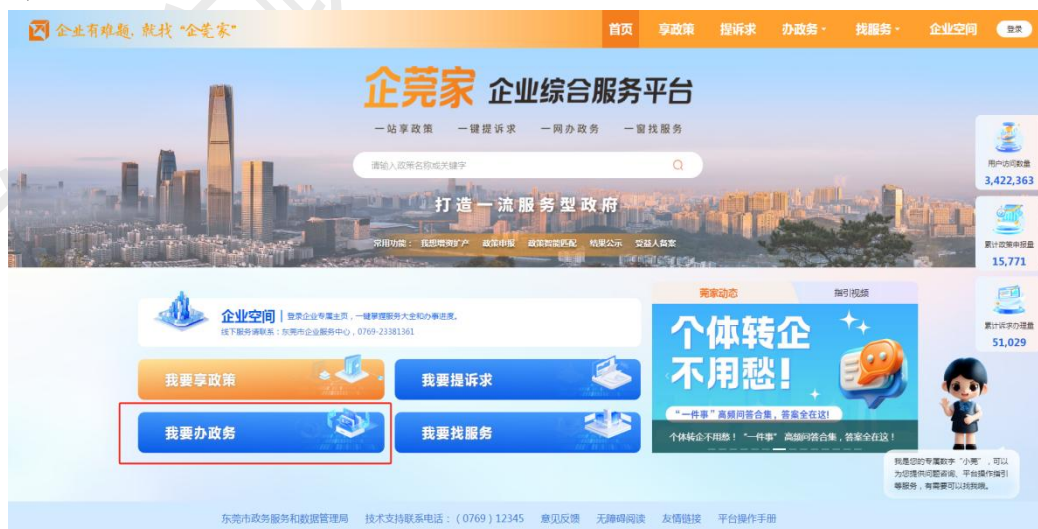 企业有难题，就找“企莞家”
首页 享政策 提诉求 办政务 找服务 企业空间 登录
企莞家 企业综合服务平台
一站享政策 一键提诉求 一网办政务 一窗找服务
请输入政策名称或关键字
打造一流服务型政府
常用功能： 我想增资扩产 政策申报 政策智能匹配 结果公示 受益人备案
用户访问数量
3,422,363
累计政策申报量
15,771
累计诉求办理量
51,029
企业空间 登录企业专属主页，一键掌握服务大全和办事进度。
线下服务请联系：东莞市企业服务中心，0769-23381361
我要享政策
我要提诉求
我要办政务
我要找服务
莞家动态 指引视频
个体转企
不用愁！
“一件事”高频问答合集，答案全在这！
个体转企不用愁！“一件事”高频问答合集，答案全在这！
我是您的专属数字“小莞”，可以
为您提供问题咨询、平台操作指引
等服务，有需要可以找我哦。
东莞市政务服务和数据管理局 技术支持联系电话：（0769）12345 意见反馈 无障碍阅读 友情链接 平台操作手册